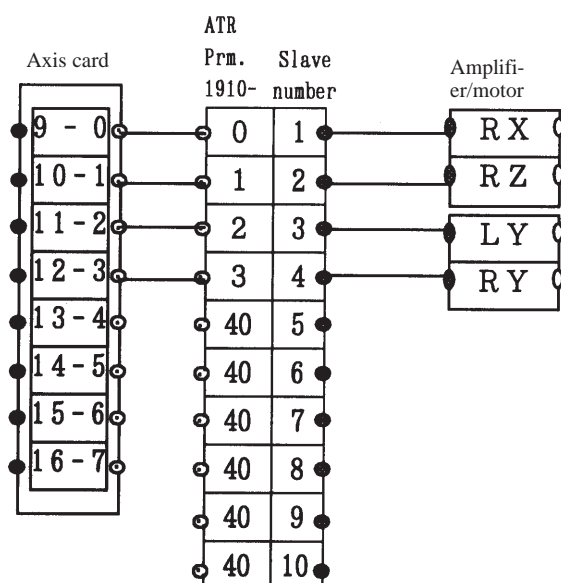 ATR
Axis card
Prm. Slave
1910- number
Amplifi-
er/motor
9 - 0 0 1 RX
10-1 1 2 RZ
11-2 2 3 LY
12-3 3 4 RY
13-4 40 5
14-5 40 6
15-6 40 7
16-7 40 8
40 9
40 10